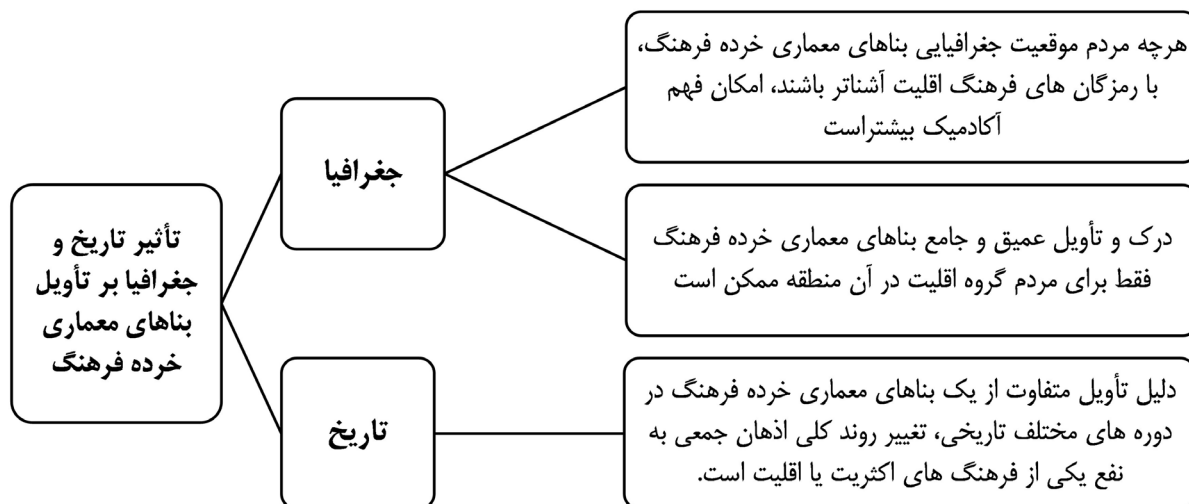 تأثیر تاریخ و
جغرافیا بر تأویل
بناهای معماری
خرده فرهنگ
جغرافیا
هرچه مردم موقعیت جغرافیایی بناهای معماری خرده فرهنگ،
با رمزگان های فرهنگ اقلیت آشناتر باشند، امکان فهم
آکادمیک بیشتراست
درک و تأویل عمیق و جامع بناهای معماری خرده فرهنگ
فقط برای مردم گروه اقلیت در آن منطقه ممکن است
تاریخ
دلیل تأویل متفاوت از یک بناهای معماری خرده فرهنگ در
دوره های مختلف تاریخی، تغییر روند کلی اذهان جمعی به
نفع یکی از فرهنگ های اکثریت یا اقلیت است.